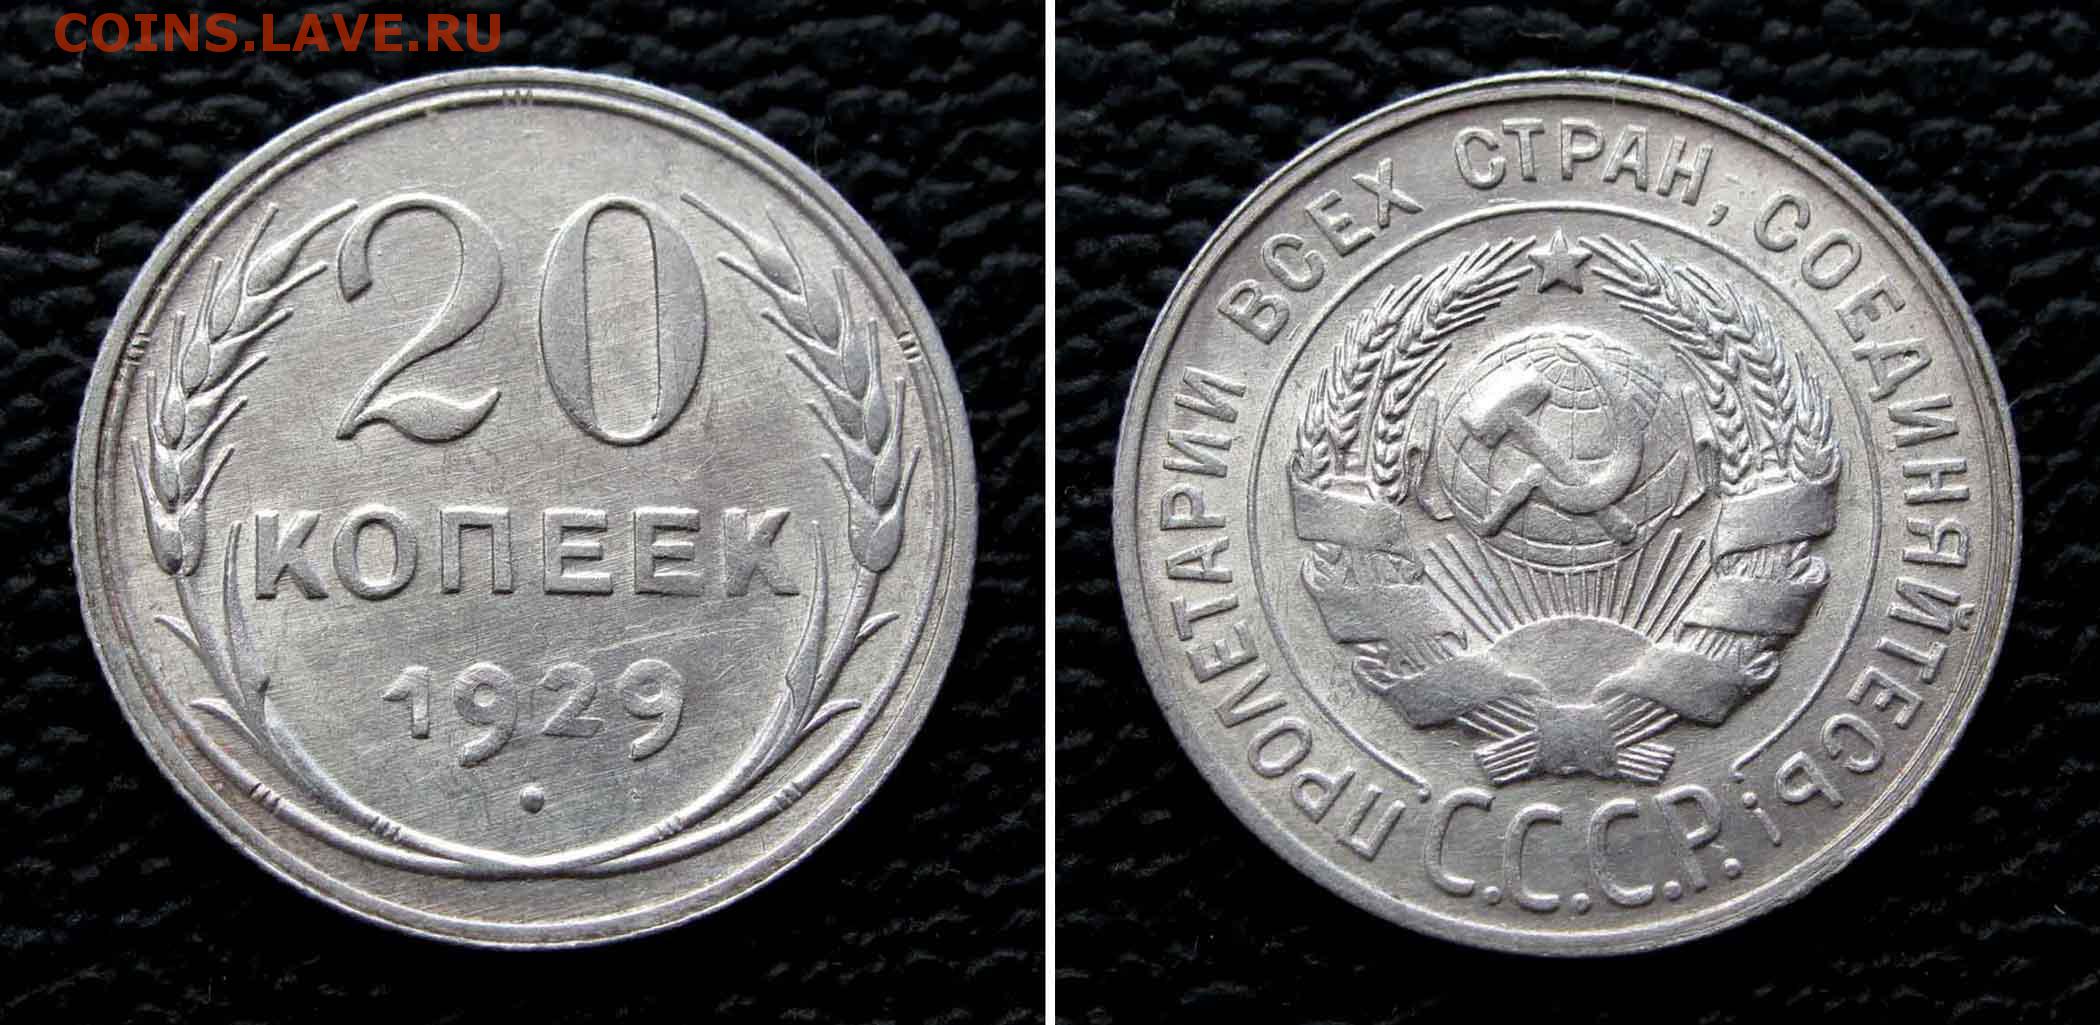 COINS.LAVE.RU
20
КОПЕЕК
1929
ПРОЛЕТАРИИ ВСЕХ СТРАН, СОЕДИНЯЙТЕСЬ!
С.С.С.Р.